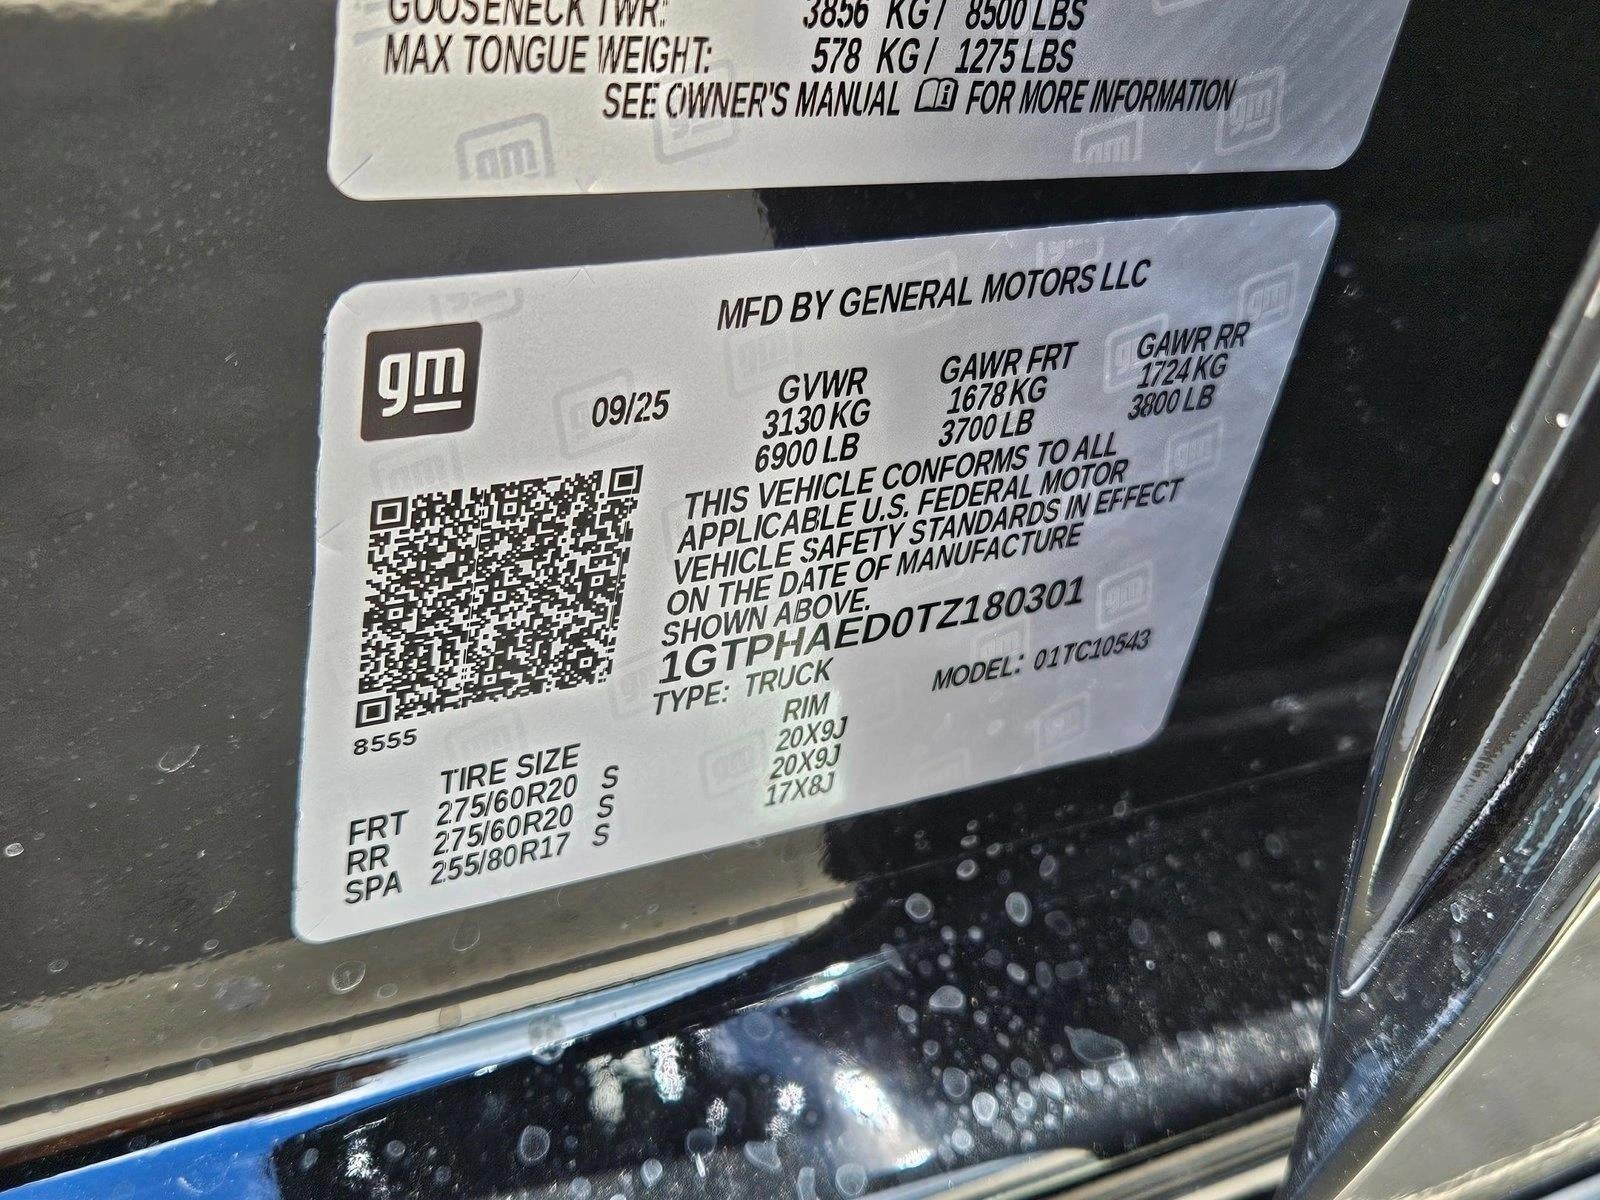 GOOSENECK TWR: 3856 KG / 8500 LBS
MAX TONGUE WEIGHT: 578 KG / 1275 LBS
SEE OWNER'S MANUAL FOR MORE INFORMATION
gm
MFD BY GENERAL MOTORS LLC
09/25
GVWR GAWR FRT GAWR RR
3130 KG 1678 KG 1724 KG
6900 LB 3700 LB 3800 LB
THIS VEHICLE CONFORMS TO ALL
APPLICABLE U.S. FEDERAL MOTOR
VEHICLE SAFETY STANDARDS IN EFFECT
ON THE DATE OF MANUFACTURE
SHOWN ABOVE.
1GTPHAED0TZ180301
TYPE: TRUCK MODEL: 01TC10543
8555
TIRE SIZE RIM
FRT 275/60R20 S 20X9J
RR 275/60R20 S 20X9J
SPA 255/80R17 S 17X8J